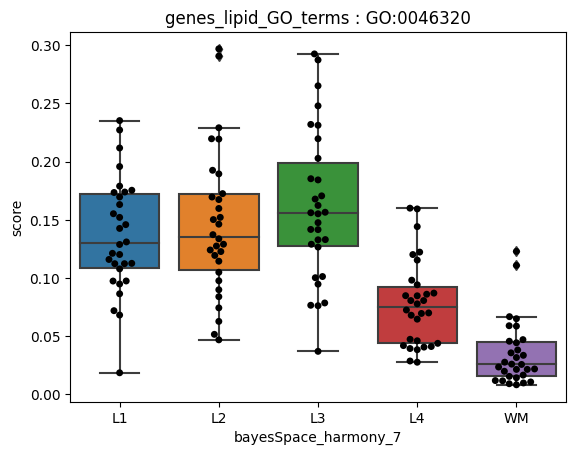 genes_lipid_GO_terms : GO:0046320
0.30
0.25
0.20
0.15
0.10
0.05
0.00
score
L1 L2 L3 L4 WM
bayesSpace_harmony_7